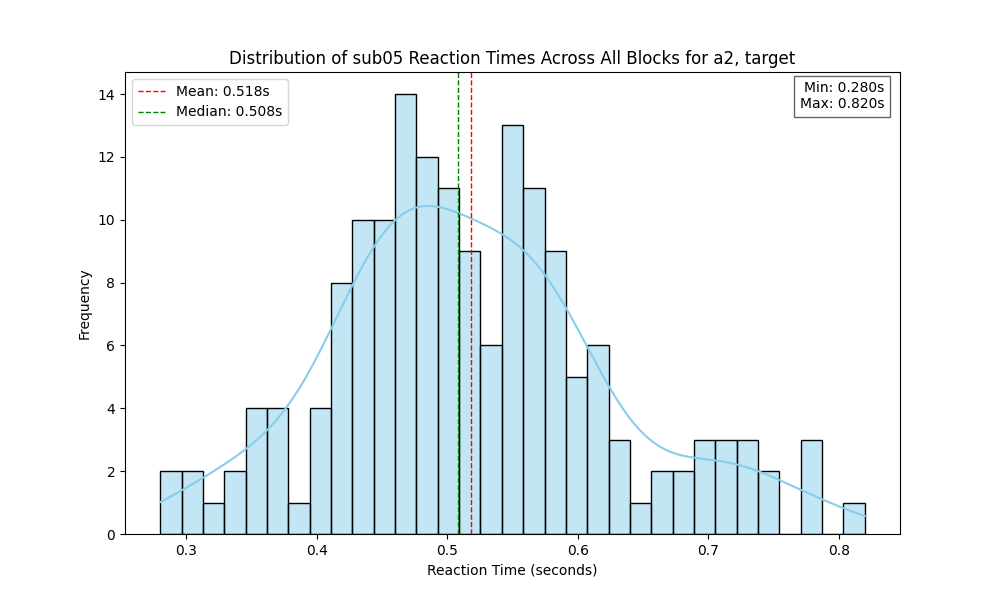 Distribution of sub05 Reaction Times Across All Blocks for a2, target
Mean: 0.518s
Median: 0.508s
Min: 0.280s
Max: 0.820s
14
12
10
8
6
4
2
0
Frequency
0.3 0.4 0.5 0.6 0.7 0.8
Reaction Time (seconds)